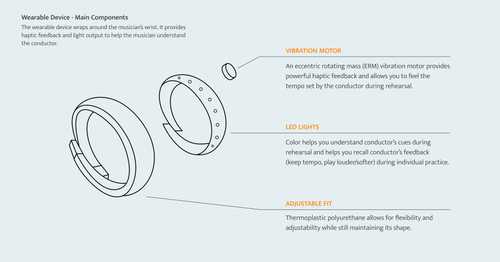 Wearable Device - Main Components
The wearable device wraps around the musician's wrist. It provides
haptic feedback and light output to help the musician understand
the conductor.
VIBRATION MOTOR
An eccentric rotating mass (ERM) vibration motor provides
powerful haptic feedback and allows you to feel the
tempo set by the conductor during rehearsal.
LED LIGHTS
Color helps you understand conductor's cues during
rehearsal and helps you recall conductor's feedback
(keep tempo, play louder/softer) during individual practice.
ADJUSTABLE FIT
Thermoplastic polyurethane allows for flexibility and
adjustability while still maintaining its shape.